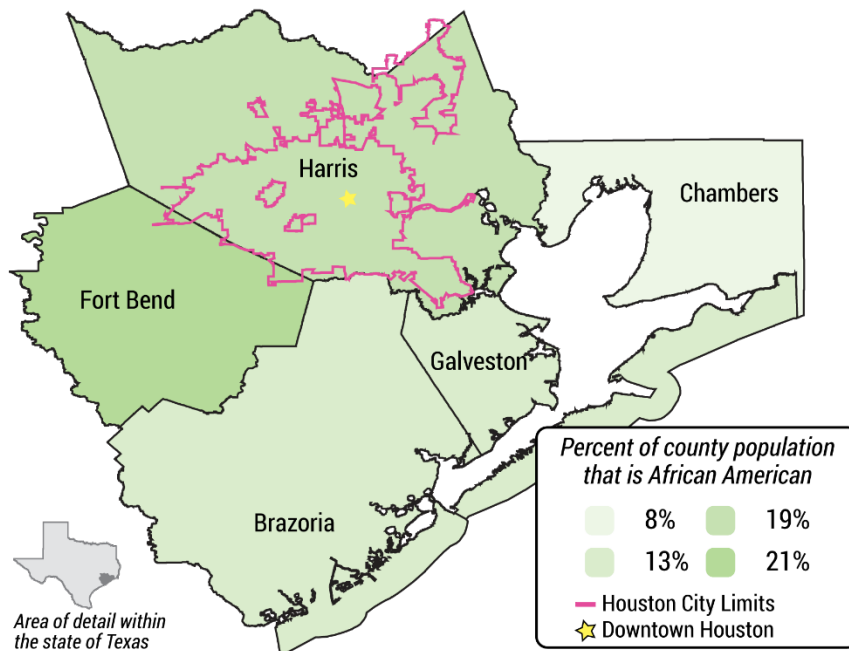 Harris
Chambers
Fort Bend
Galveston
Brazoria
Percent of county population
that is African American
8%
19%
13%
21%
Houston City Limits
Downtown Houston
Area of detail within
the state of Texas